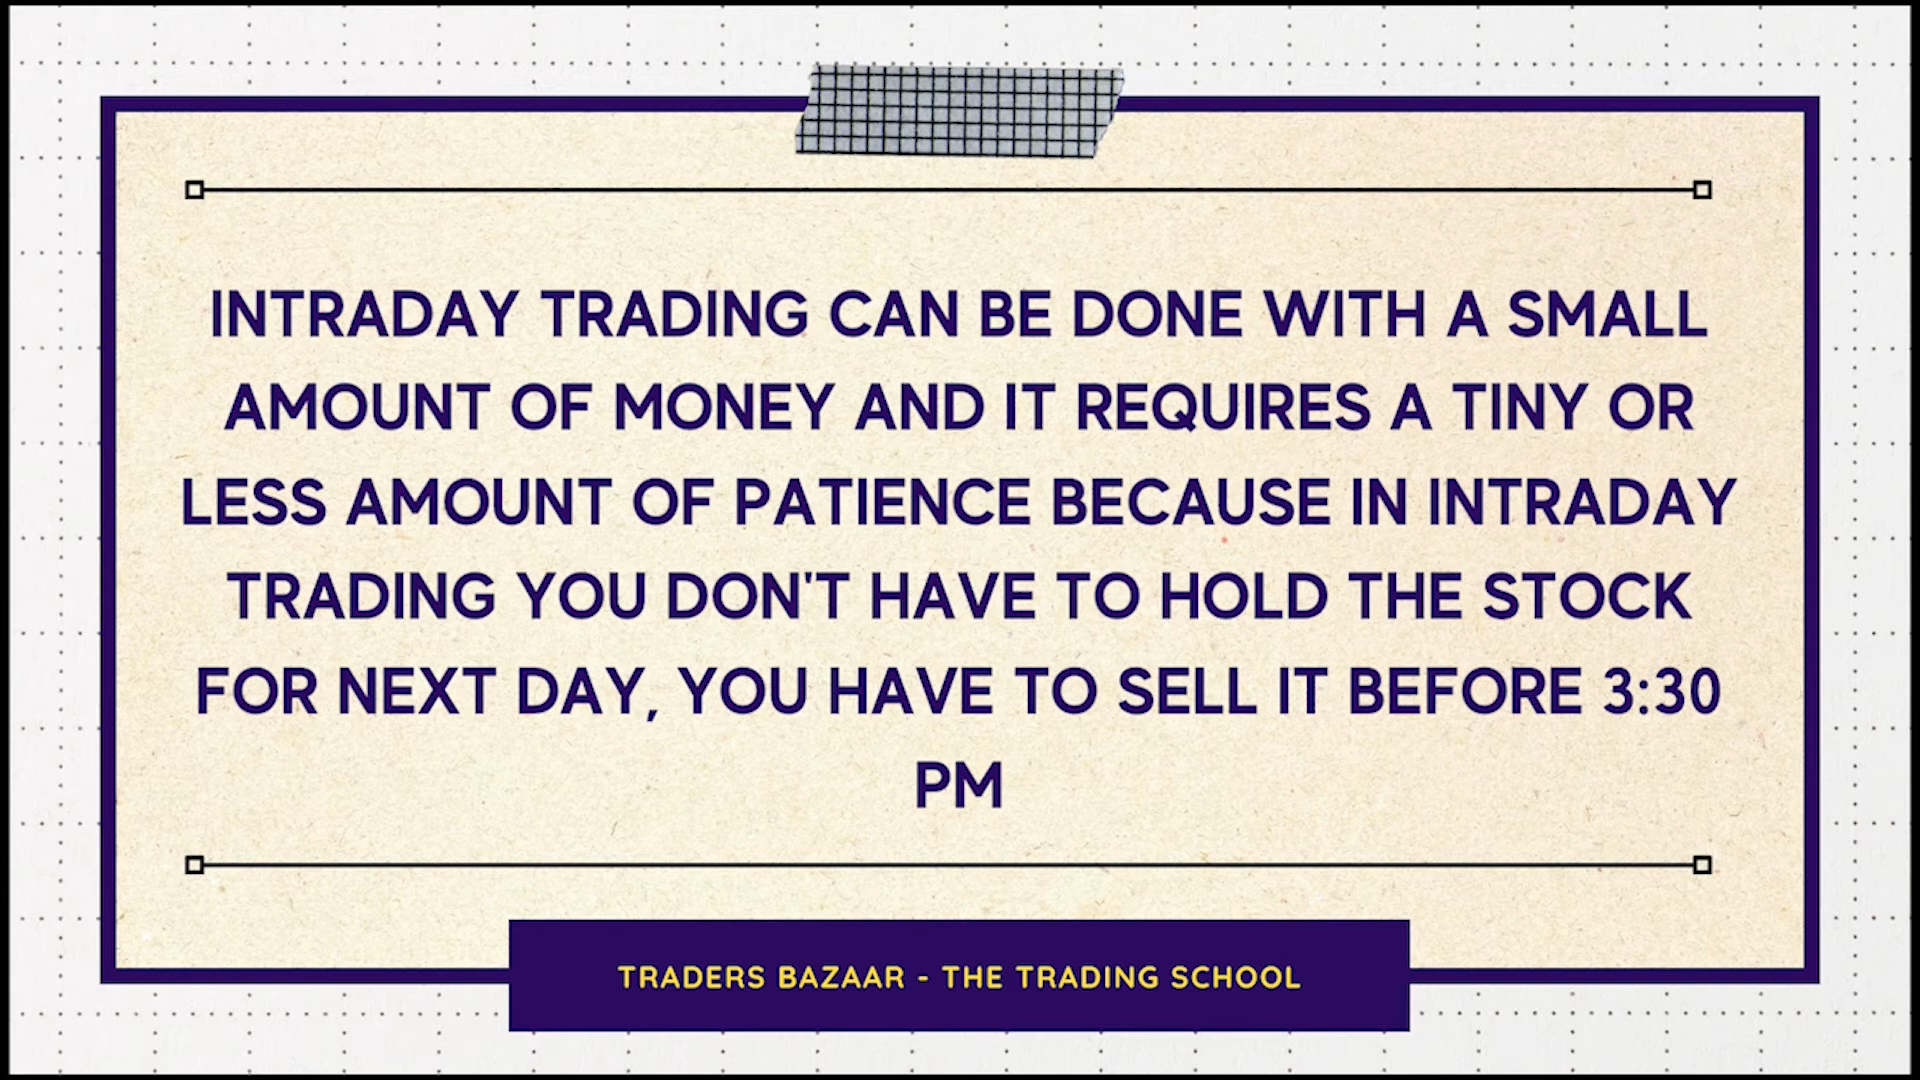 INTRADAY TRADING CAN BE DONE WITH A SMALL
AMOUNT OF MONEY AND IT REQUIRES A TINY OR
LESS AMOUNT OF PATIENCE BECAUSE IN INTRADAY
TRADING YOU DON'T HAVE TO HOLD THE STOCK
FOR NEXT DAY, YOU HAVE TO SELL IT BEFORE 3:30
PM
TRADERS BAZAAR - THE TRADING SCHOOL